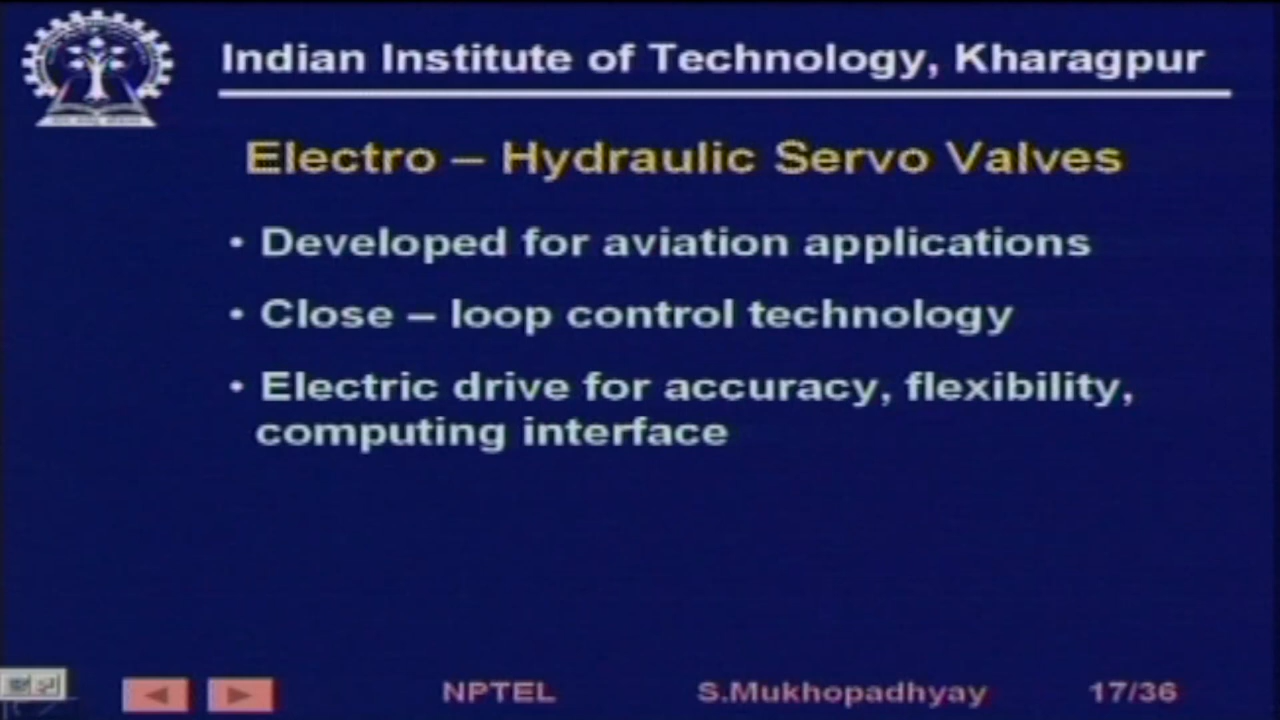 Indian Institute of Technology, Kharagpur
Electro – Hydraulic Servo Valves
• Developed for aviation applications
• Close – loop control technology
• Electric drive for accuracy, flexibility,
computing interface
NPTEL S.Mukhopadhyay 17/36